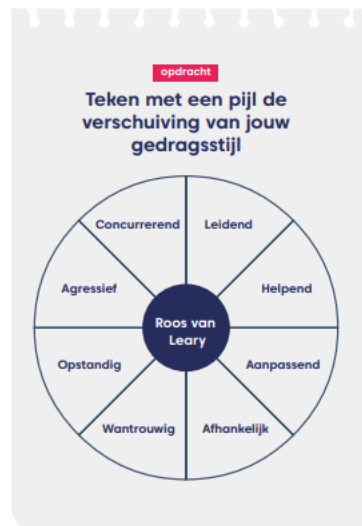 opdracht
Teken met een pijl de
verschuiving van jouw
gedragsstijl
Concurrerend
Leidend
Agressief
Helpend
Roos van
Leary
Opstandig
Aanpassend
Wantrouwig
Afhankelijk